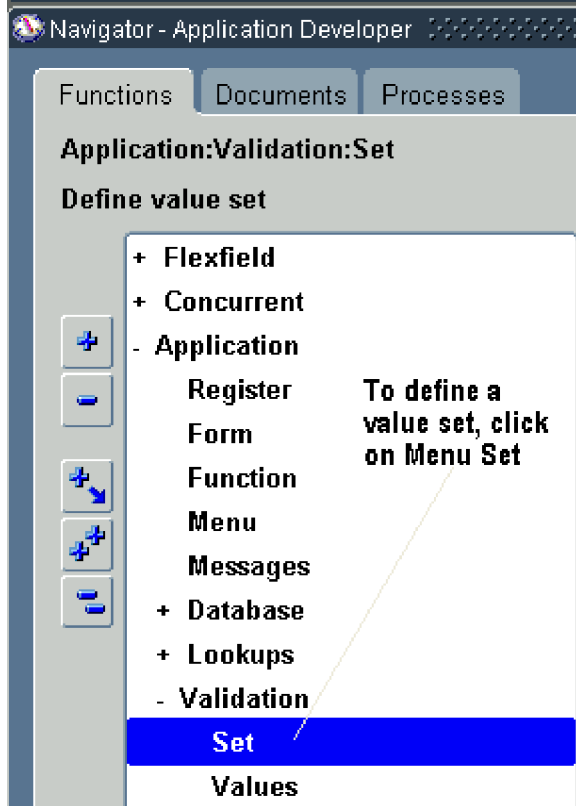 Navigator - Application Developer
Functions Documents Processes
Application:Validation:Set
Define value set
+ Flexfield
+ Concurrent
- Application
Register
Form
Function
Menu
Messages
+ Database
+ Lookups
- Validation
Set
Values
To define a
value set, click
on Menu Set